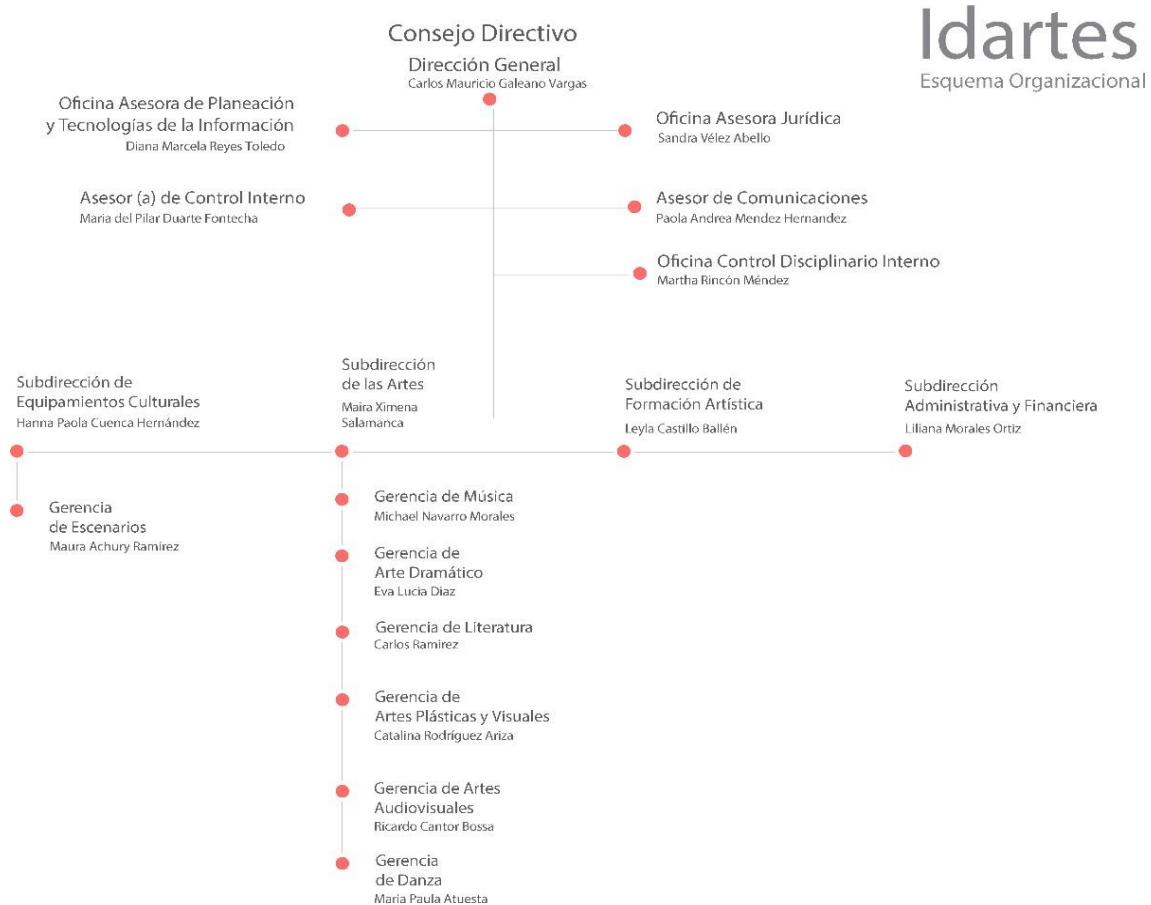 Idartes
Esquema Organizacional
Consejo Directivo
Dirección General
Carlos Mauricio Galeano Vargas
Oficina Asesora de Planeación
y Tecnologías de la Información
Diana Marcela Reyes Toledo
Oficina Asesora Jurídica
Sandra Vélez Abello
Asesor (a) de Control Interno
Maria del Pilar Duarte Fontecha
Asesor de Comunicaciones
Paola Andrea Mendez Hernandez
Oficina Control Disciplinario Interno
Martha Rincón Méndez
Subdirección de
Equipamientos Culturales
Hanna Paola Cuenca Hernández
Subdirección
de las Artes
Maira Ximena
Salamanca
Subdirección de
Formación Artística
Leyla Castillo Ballén
Subdirección
Administrativa y Financiera
Liliana Morales Ortiz
Gerencia
de Escenarios
Maura Achury Ramírez
Gerencia de Música
Michael Navarro Morales
Gerencia de
Arte Dramático
Eva Lucia Diaz
Gerencia de Literatura
Carlos Ramirez
Gerencia de
Artes Plásticas y Visuales
Catalina Rodríguez Ariza
Gerencia de Artes
Audiovisuales
Ricardo Cantor Bossa
Gerencia
de Danza
Maria Paula Atuesta